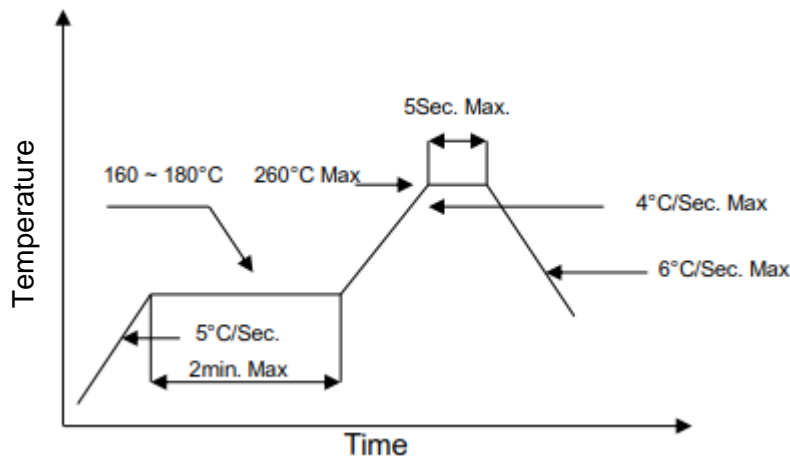 5Sec. Max.
160 ~ 180°C
260°C Max
4°C/Sec. Max
6°C/Sec. Max
5°C/Sec.
2min. Max
Temperature
Time